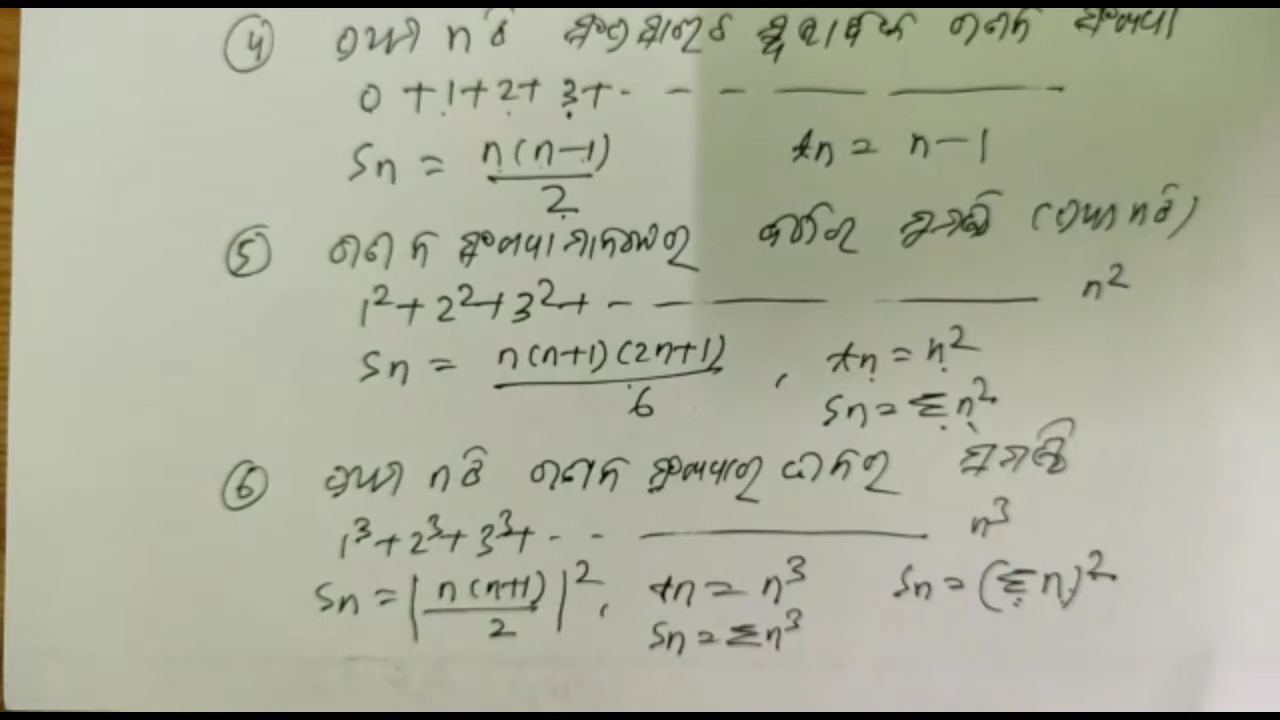 ④ ପ୍ରଥମ n ଟି କ୍ରମିକ ସ୍ୱାଭାବିକ ଗଣନ ସଂଖ୍ୟା
0 + 1 + 2 + 3 + - - - —— ——
Sn = n(n-1)/2 tn = n-1
⑤ ଗଣନ ସଂଖ୍ୟାମାନଙ୍କର ବର୍ଗର ସମଷ୍ଟି (ପ୍ରଥମ n ଟି)
1² + 2² + 3² + - — —— —— n²
Sn = n(n+1)(2n+1)/6 , tn = n²
Sn = Σn²
⑥ ପ୍ରଥମ n ଟି ଗଣନ ସଂଖ୍ୟାର ଘନର ସମଷ୍ଟି
1³ + 2³ + 3³ + - - —— n³
Sn = |n(n+1)/2|², tn = n³ Sn = (Σn)²
Sn = Σn³